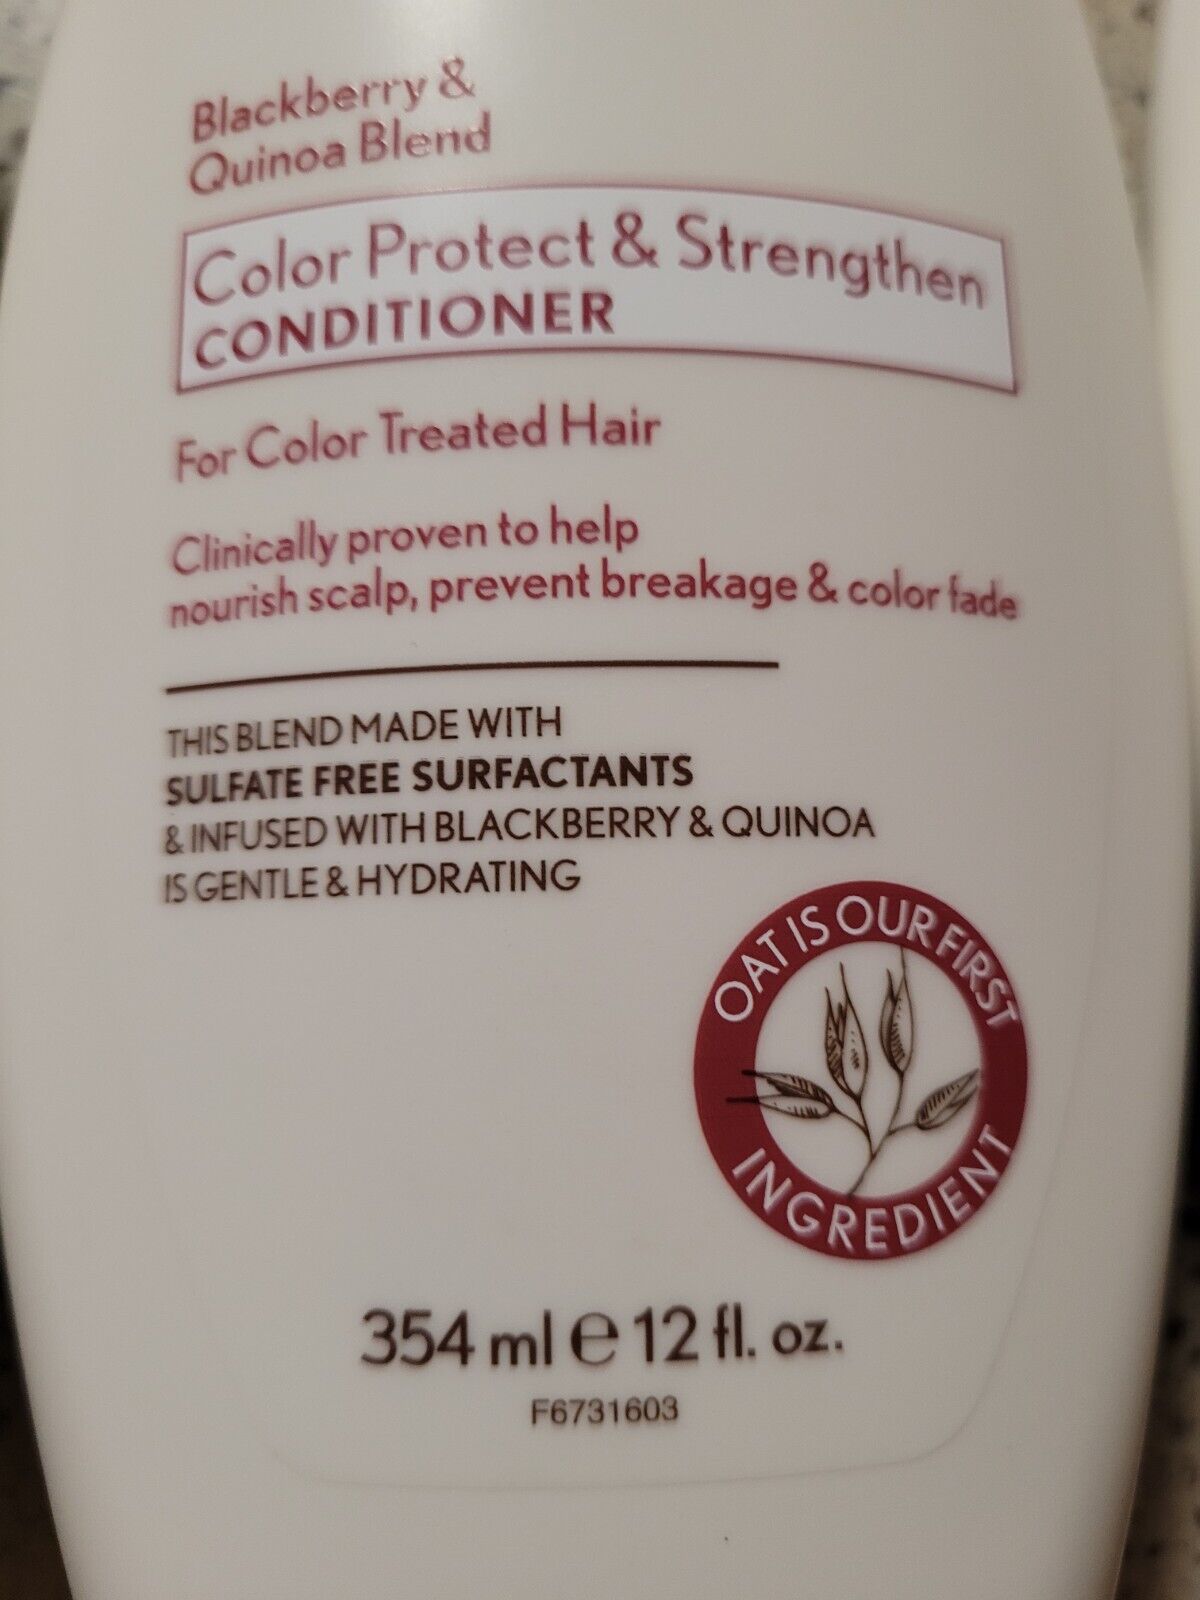 Blackberry &
Quinoa Blend
Color Protect & Strengthen
CONDITIONER
For Color Treated Hair
Clinically proven to help
nourish scalp, prevent breakage & color fade
THIS BLEND MADE WITH
SULFATE FREE SURFACTANTS
& INFUSED WITH BLACKBERRY & QUINOA
IS GENTLE & HYDRATING
OAT IS OUR FIRST
INGREDIENT
354 ml e 12 fl. oz.
F6731603